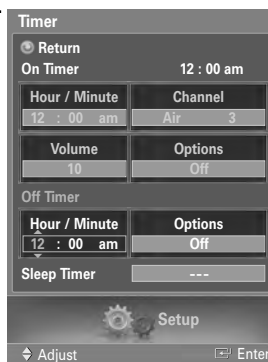 Timer
Return
On Timer 12 : 00 am
Hour / Minute Channel
12 : 00 am Air 3
Volume Options
10 Off
Off Timer
Hour / Minute Options
12 : 00 am Off
Sleep Timer ---
Setup
Adjust Enter